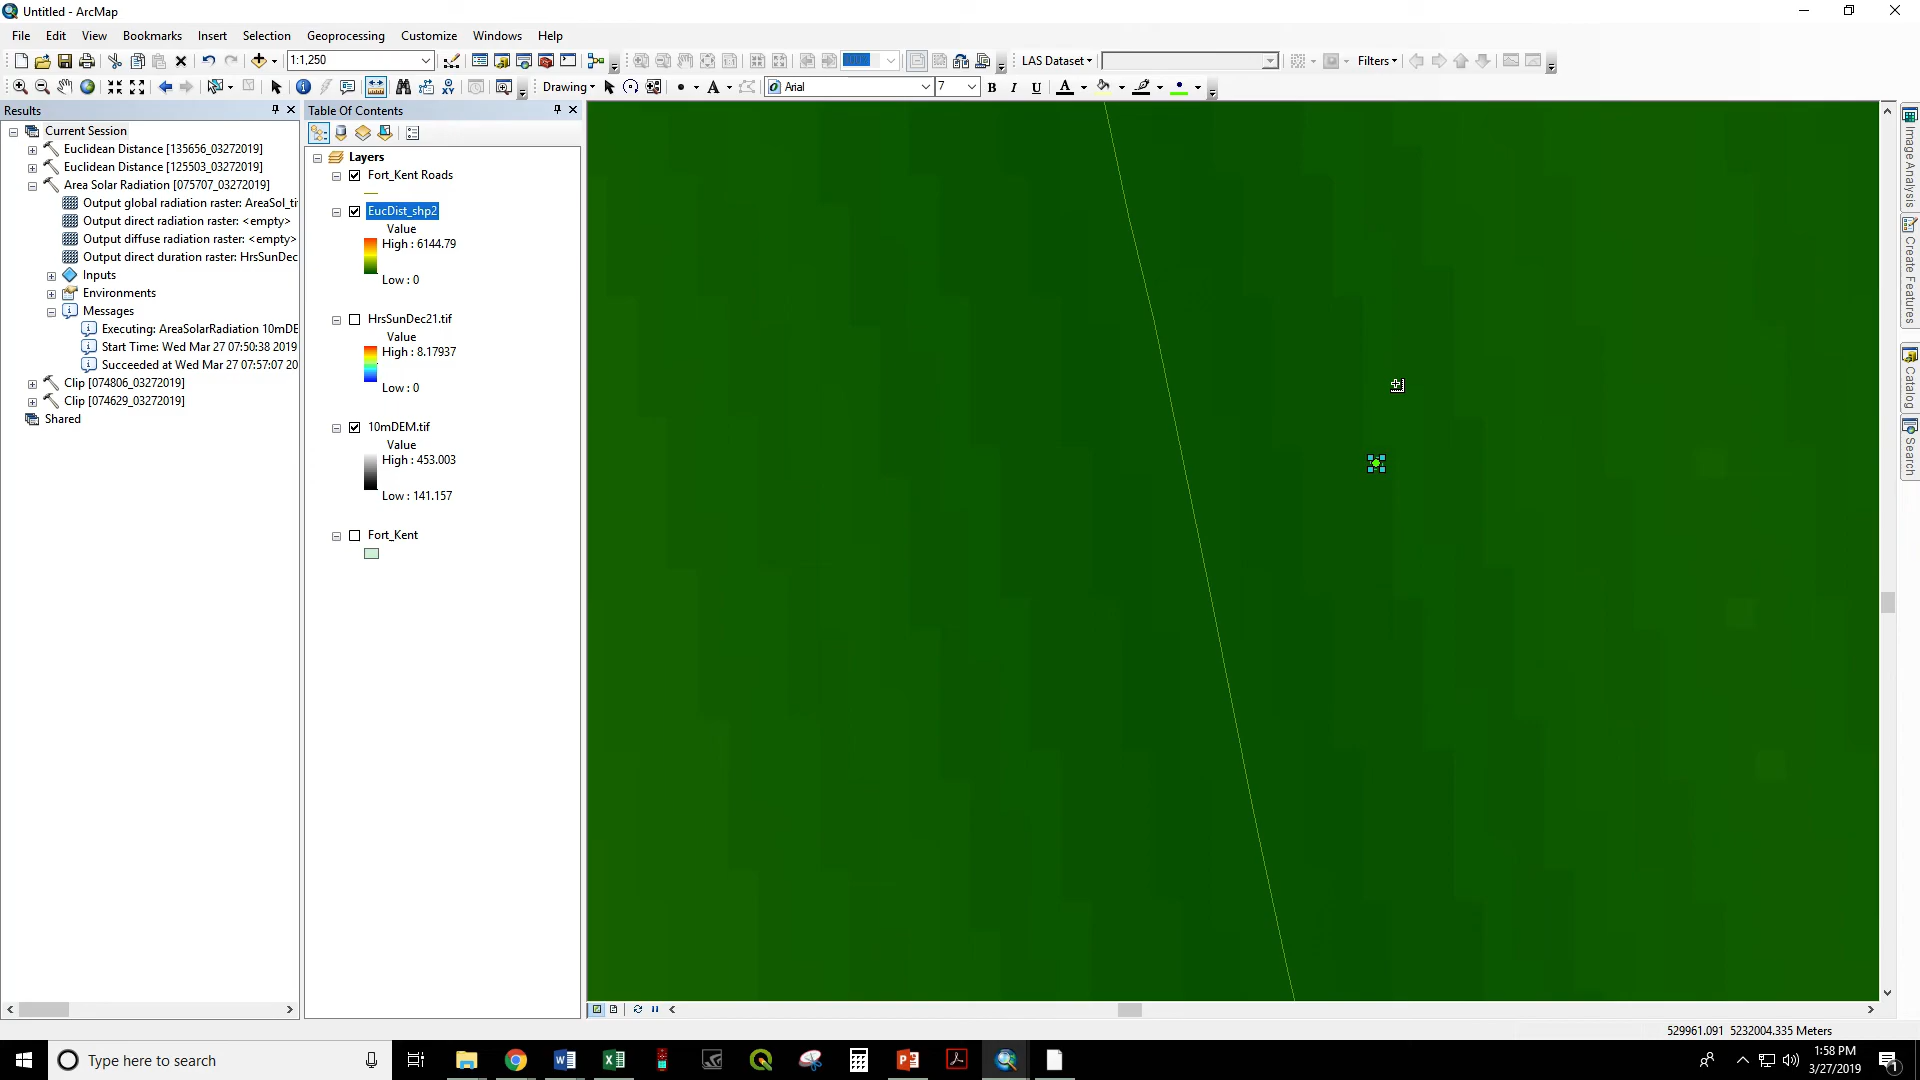 Untitled - ArcMap
File Edit View Bookmarks Insert Selection Geoprocessing Customize Windows Help
1:1,250
LAS Dataset
Filters
Drawing
Arial
7
A
B I U A
Results
Table Of Contents
Current Session
Euclidean Distance [135656_03272019]
Euclidean Distance [125503_03272019]
Area Solar Radiation [075707_03272019]
Output global radiation raster: AreaSol_ti
Output direct radiation raster: <empty>
Output diffuse radiation raster: <empty>
Output direct duration raster: HrsSunDec
Inputs
Environments
Messages
Executing: AreaSolarRadiation 10mDE
Start Time: Wed Mar 27 07:50:38 2019
Succeeded at Wed Mar 27 07:57:07 20
Clip [074806_03272019]
Clip [074629_03272019]
Shared
Layers
Fort_Kent Roads
EucDist_shp2
Value
High : 6144.79
Low : 0
HrsSunDec21.tif
Value
High : 8.17937
Low : 0
10mDEM.tif
Value
High : 453.003
Low : 141.157
Fort_Kent
Image Analysis
Create Features
Catalog
Search
529961.091 5232004.335 Meters
Type here to search
1:58 PM
3/27/2019
1